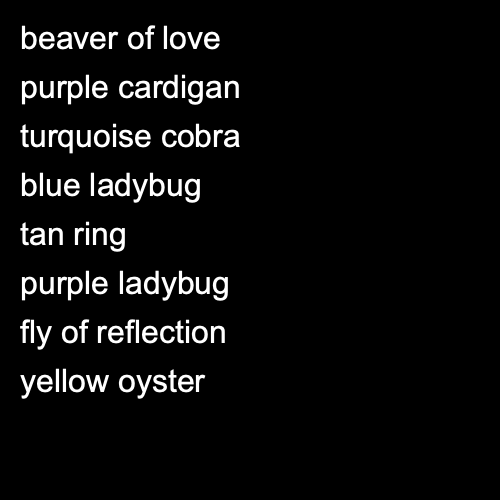 beaver of love
purple cardigan
turquoise cobra
blue ladybug
tan ring
purple ladybug
fly of reflection
yellow oyster